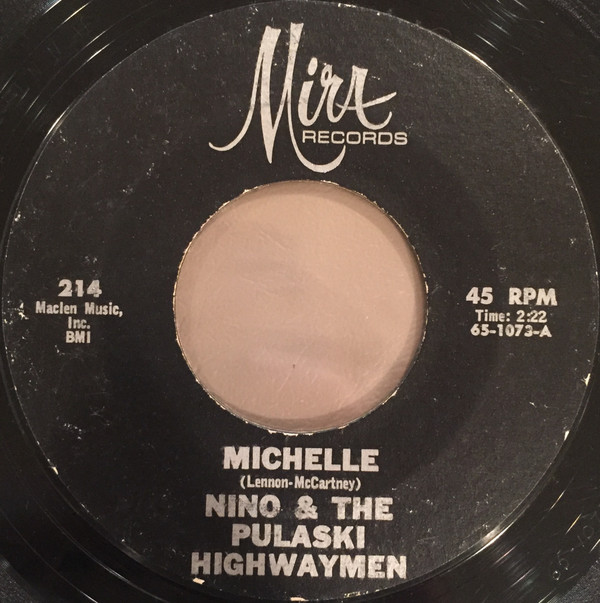 Mira
RECORDS
214
Maclen Music,
Inc.
BMI
45 RPM
Time: 2:22
65-1073-A
MICHELLE
(Lennon-McCartney)
NINO & THE
PULASKI
HIGHWAYMEN